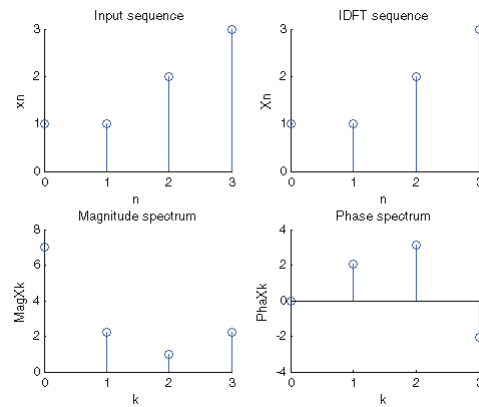 Input sequence
3
2
1
0
xn
0 1 2 3
n
IDFT sequence
3
2
1
0
Xn
0 1 2 3
n
Magnitude spectrum
8
6
4
2
0
MagXk
0 1 2 3
k
Phase spectrum
4
2
0
-2
-4
PhaXk
0 1 2 3
k